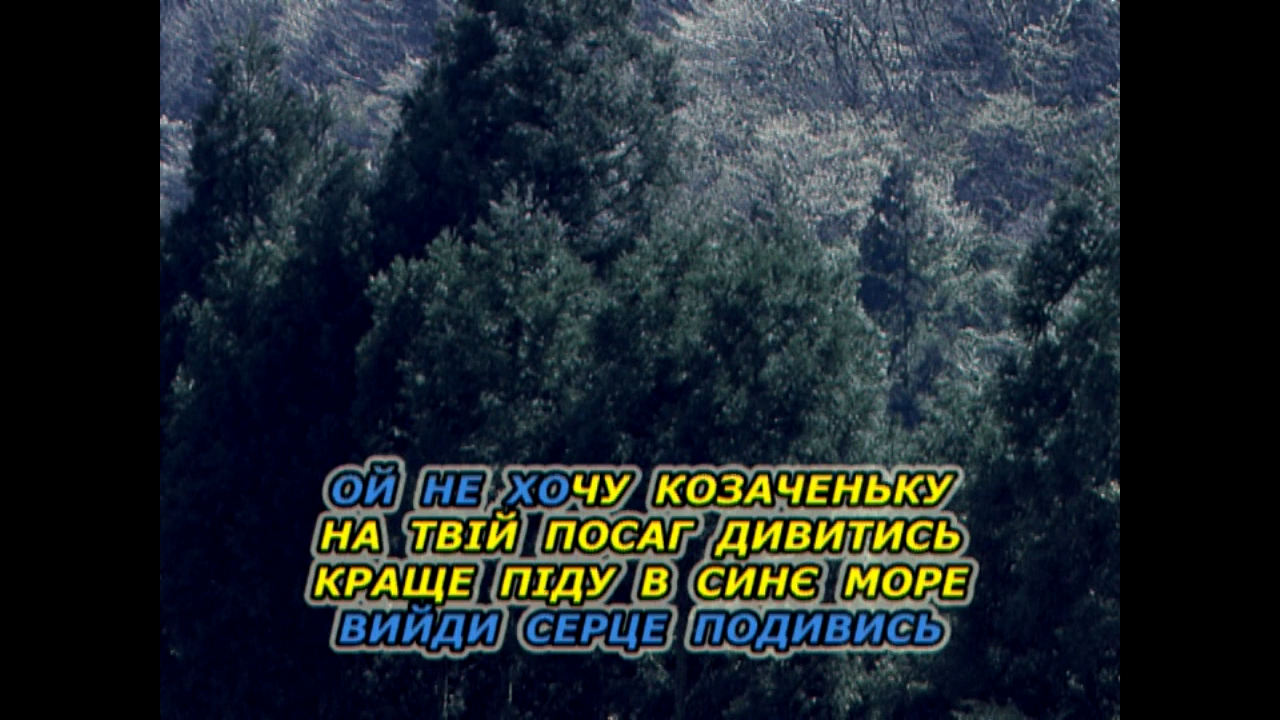 ОЙ НЕ ХОЧУ КОЗАЧЕНЬКУ
НА ТВІЙ ПОСАГ ДИВИТИСЬ
КРАЩЕ ПІДУ В СИНЄ МОРЕ
ВИЙДИ СЕРЦЕ ПОДИВИСЬ